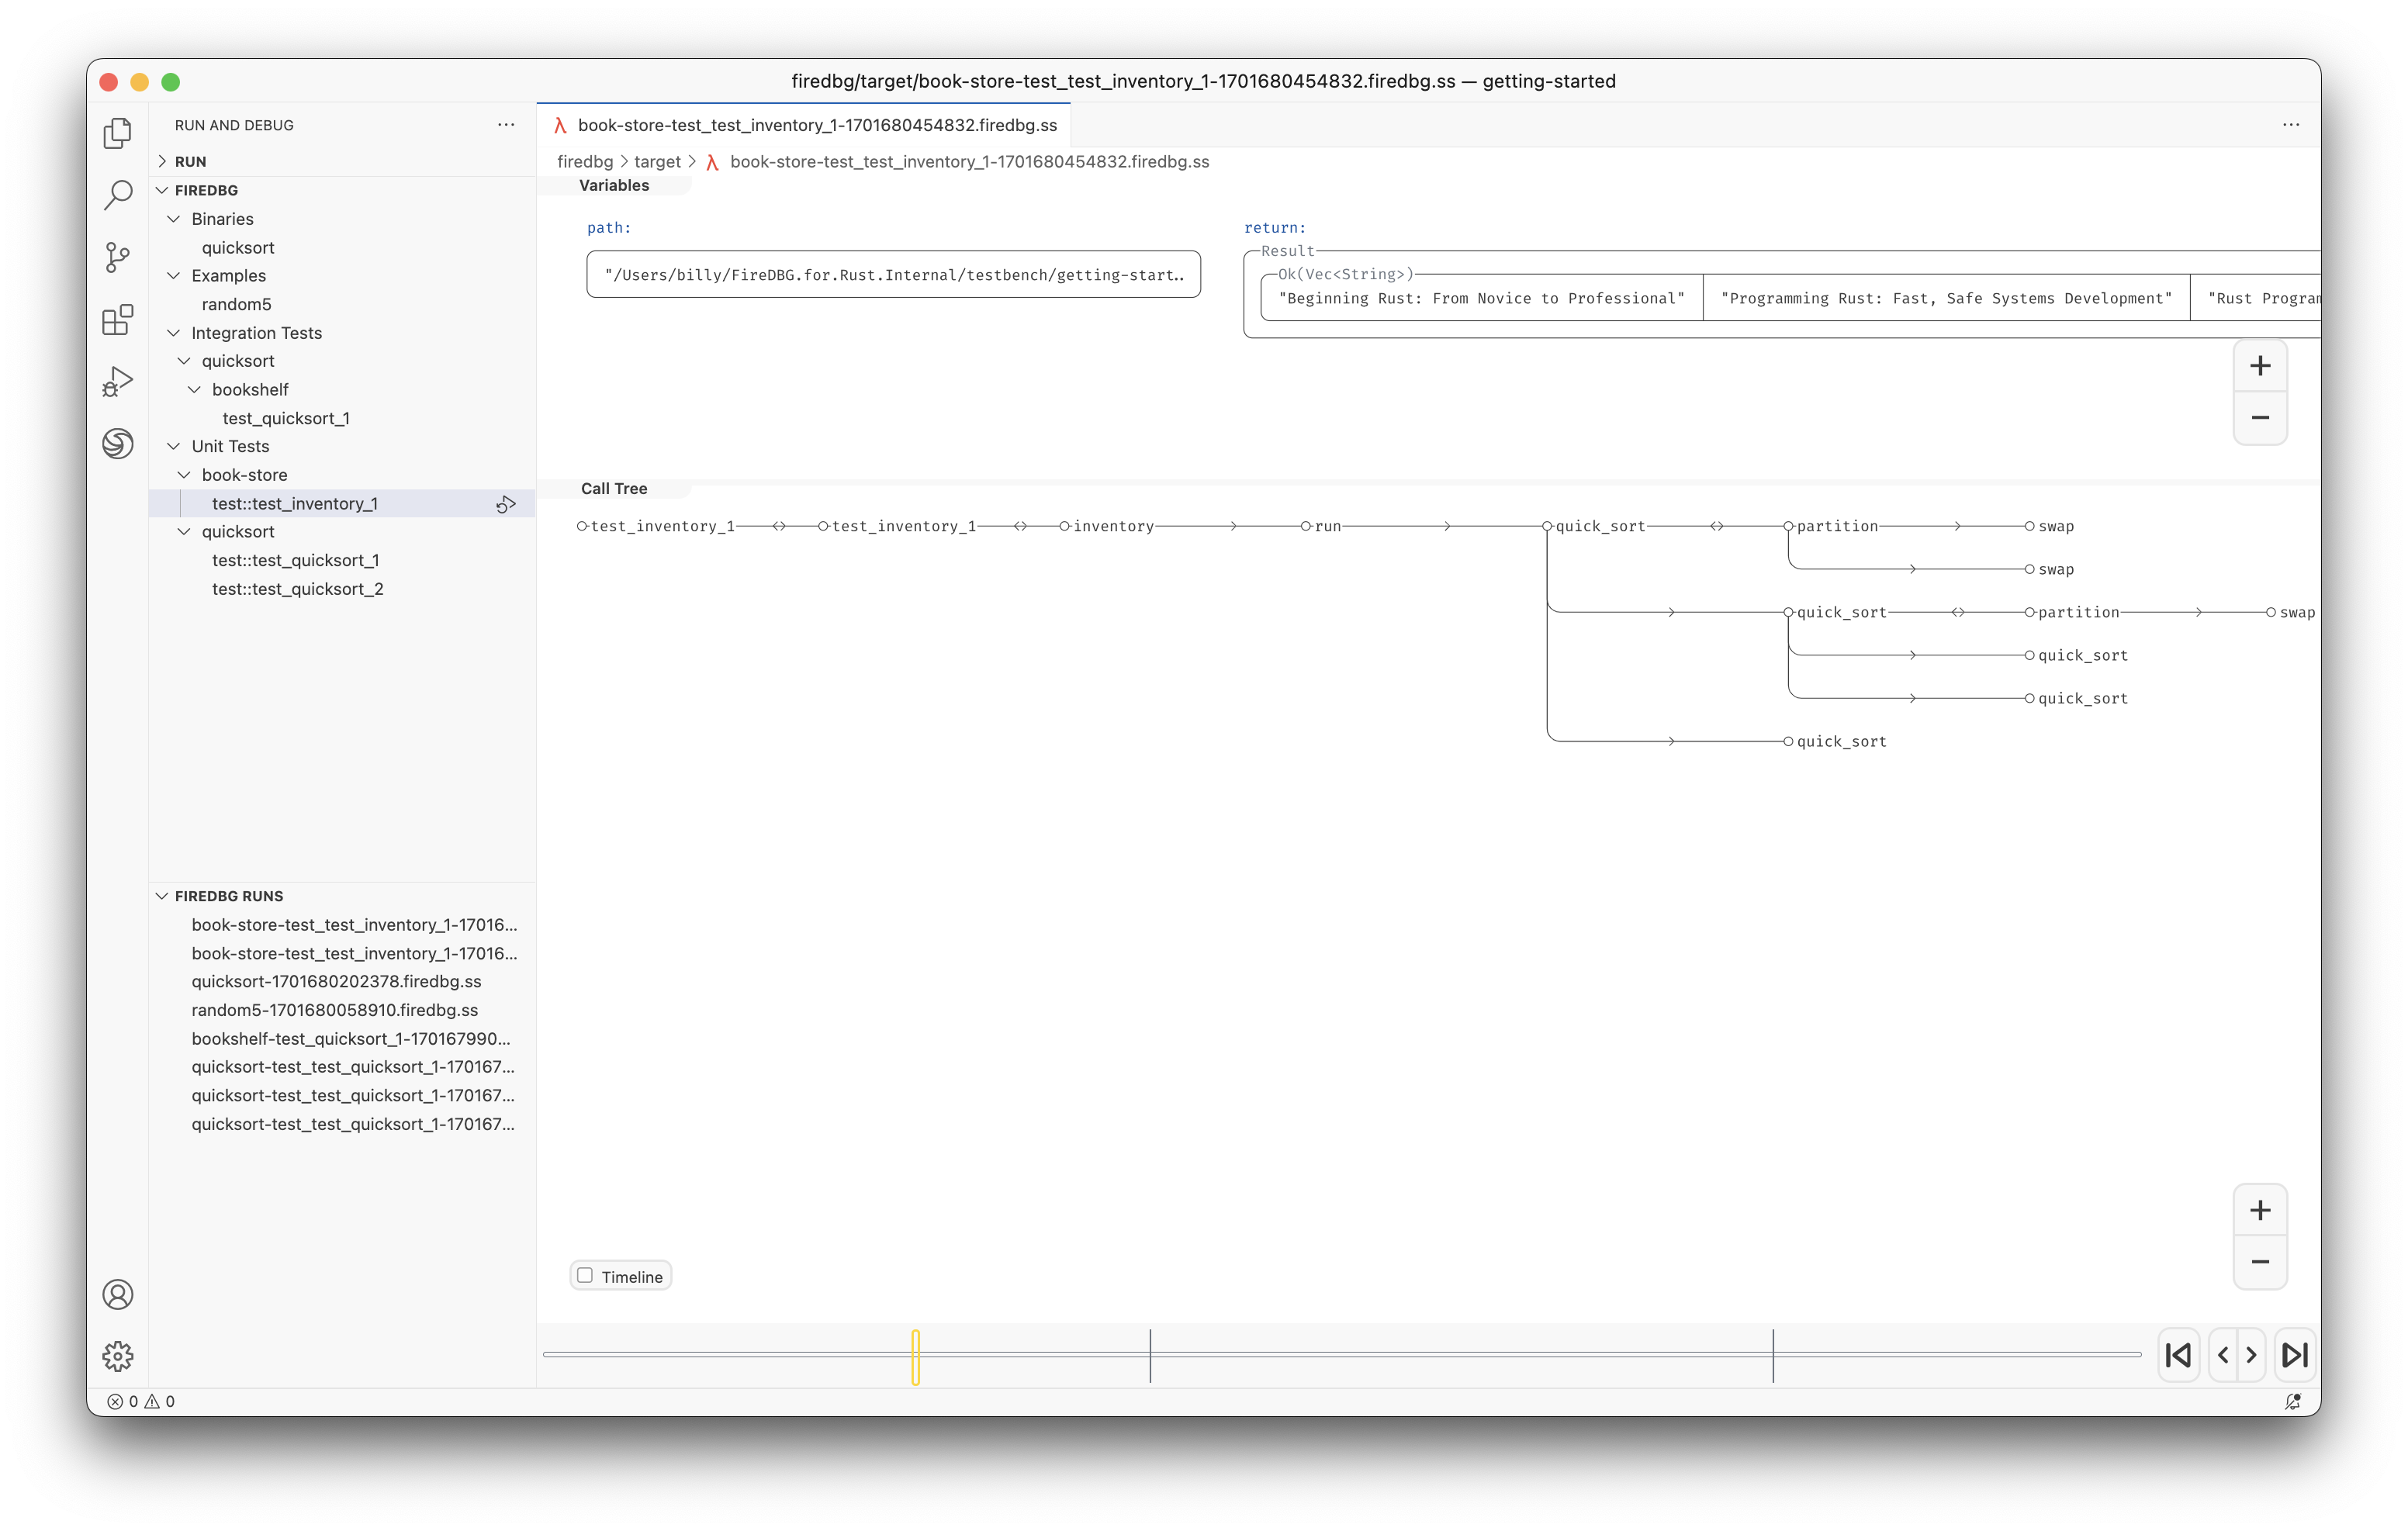 firedbg/target/book-store-test_test_inventory_1-1701680454832.firedbg.ss — getting-started
RUN AND DEBUG
RUN
FIREDBG
Binaries
quicksort
Examples
random5
Integration Tests
quicksort
bookshelf
test_quicksort_1
Unit Tests
book-store
test::test_inventory_1
quicksort
test::test_quicksort_1
test::test_quicksort_2
FIREDBG RUNS
book-store-test_test_inventory_1-17016...
book-store-test_test_inventory_1-17016...
quicksort-1701680202378.firedbg.ss
random5-1701680058910.firedbg.ss
bookshelf-test_quicksort_1-170167990...
quicksort-test_test_quicksort_1-170167...
quicksort-test_test_quicksort_1-170167...
quicksort-test_test_quicksort_1-170167...
λ book-store-test_test_inventory_1-1701680454832.firedbg.ss
firedbg > target > λ book-store-test_test_inventory_1-1701680454832.firedbg.ss
Variables
path:
"/Users/billy/FireDBG.for.Rust.Internal/testbench/getting-start..
return:
Result
Ok(Vec<String>)
"Beginning Rust: From Novice to Professional" "Programming Rust: Fast, Safe Systems Development" "Rust Program
Call Tree
test_inventory_1 test_inventory_1 inventory run quick_sort partition swap
swap
quick_sort partition swap
quick_sort
quick_sort
quick_sort
Timeline
0 0